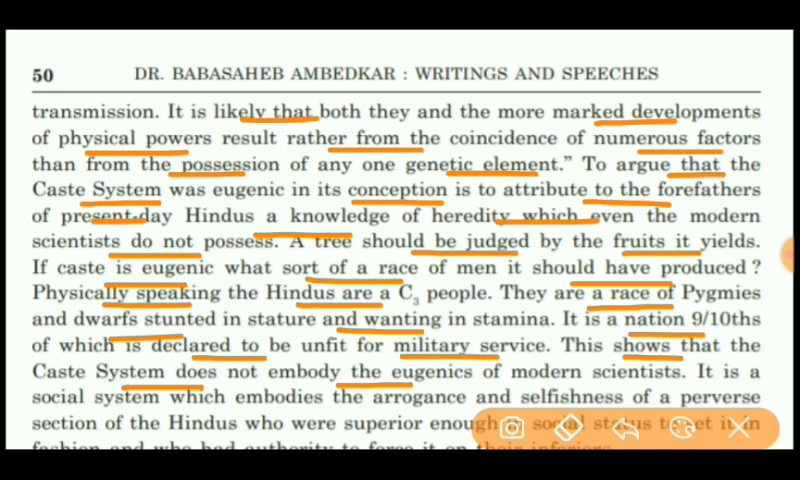 50 DR. BABASAHEB AMBEDKAR : WRITINGS AND SPEECHES
transmission. It is likely that both they and the more marked developments
of physical powers result rather from the coincidence of numerous factors
than from the possession of any one genetic element.” To argue that the
Caste System was eugenic in its conception is to attribute to the forefathers
of present-day Hindus a knowledge of heredity which even the modern
scientists do not possess. A tree should be judged by the fruits it yields.
If caste is eugenic what sort of a race of men it should have produced ?
Physically speaking the Hindus are a C₃ people. They are a race of Pygmies
and dwarfs stunted in stature and wanting in stamina. It is a nation 9/10ths
of which is declared to be unfit for military service. This shows that the
Caste System does not embody the eugenics of modern scientists. It is a
social system which embodies the arrogance and selfishness of a perverse
section of the Hindus who were superior enough in social status to set it in
fashion and who had authority to force it on their inferiors.